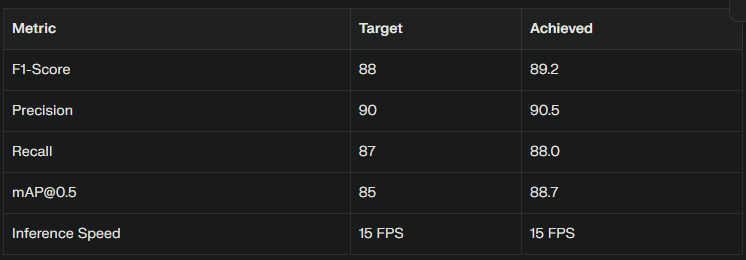 Metric Target Achieved
F1-Score 88 89.2
Precision 90 90.5
Recall 87 88.0
mAP@0.5 85 88.7
Inference Speed 15 FPS 15 FPS